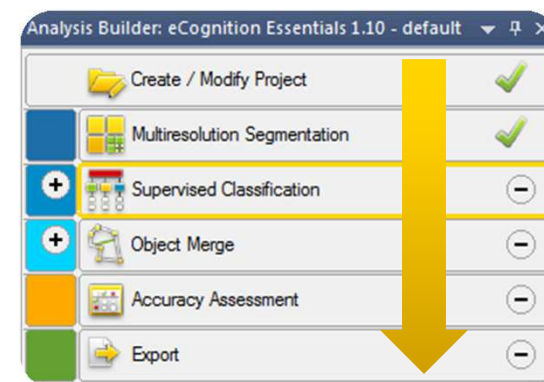 Analysis Builder: eCognition Essentials 1.10 - default
Create / Modify Project
Multiresolution Segmentation
Supervised Classification
Object Merge
Accuracy Assessment
Export